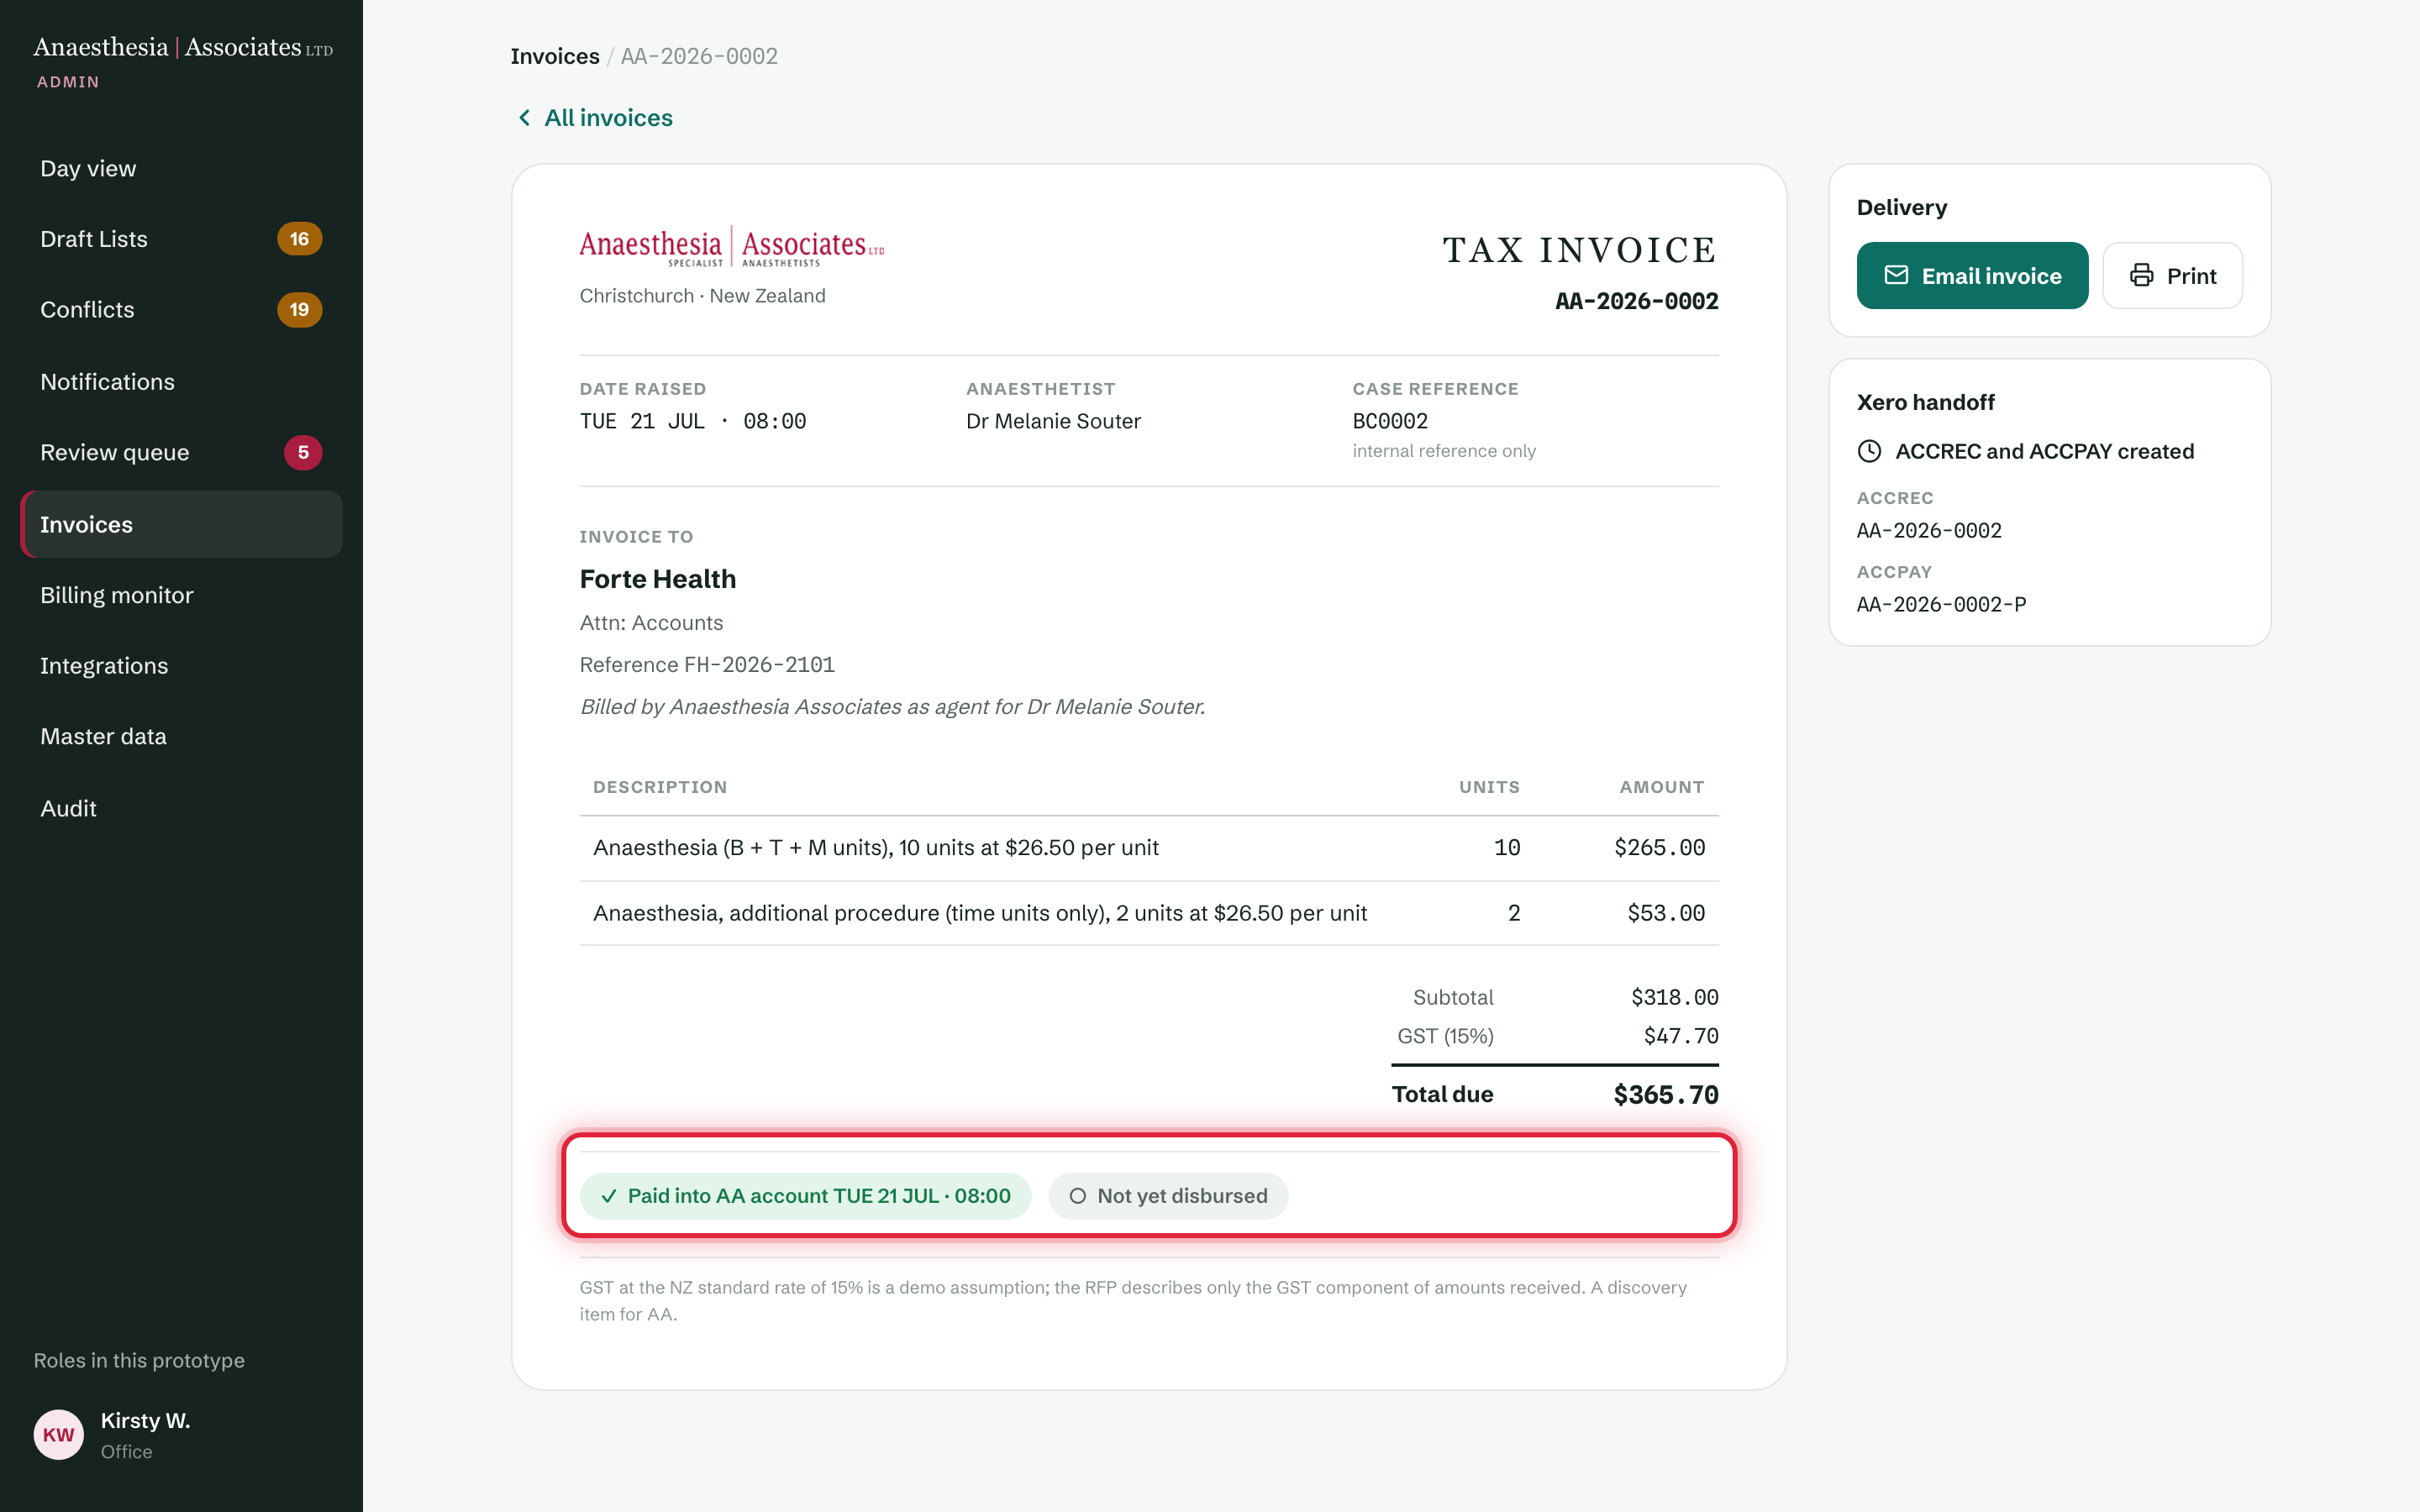 Anaesthesia | Associates LTD
ADMIN
Day view
Draft Lists 16
Conflicts 19
Notifications
Review queue 5
Invoices
Billing monitor
Integrations
Master data
Audit
Roles in this prototype
KW
Kirsty W.
Office
Invoices / AA-2026-0002
All invoices
Anaesthesia | Associates LTD
SPECIALIST ANAESTHETISTS
Christchurch · New Zealand
TAX INVOICE
AA-2026-0002
DATE RAISED
TUE 21 JUL · 08:00
ANAESTHETIST
Dr Melanie Souter
CASE REFERENCE
BC0002
internal reference only
INVOICE TO
Forte Health
Attn: Accounts
Reference FH-2026-2101
Billed by Anaesthesia Associates as agent for Dr Melanie Souter.
DESCRIPTION UNITS AMOUNT
Anaesthesia (B + T + M units), 10 units at $26.50 per unit 10 $265.00
Anaesthesia, additional procedure (time units only), 2 units at $26.50 per unit 2 $53.00
Subtotal $318.00
GST (15%) $47.70
Total due $365.70
Paid into AA account TUE 21 JUL · 08:00
Not yet disbursed
GST at the NZ standard rate of 15% is a demo assumption; the RFP describes only the GST component of amounts received. A discovery
item for AA.
Delivery
Email invoice
Print
Xero handoff
ACCREC and ACCPAY created
ACCREC
AA-2026-0002
ACCPAY
AA-2026-0002-P